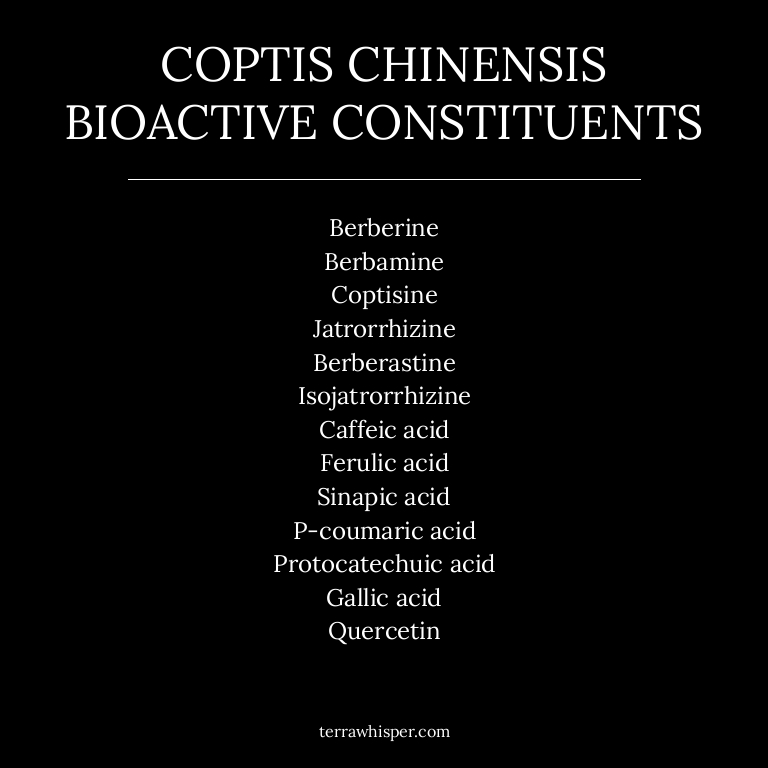 COPTIS CHINENSIS
BIOACTIVE CONSTITUENTS
Berberine
Berbamine
Coptisine
Jatrorrhizine
Berberastine
Isojatrorrhizine
Caffeic acid
Ferulic acid
Sinapic acid
P-coumaric acid
Protocatechuic acid
Gallic acid
Quercetin
terrawhisper.com